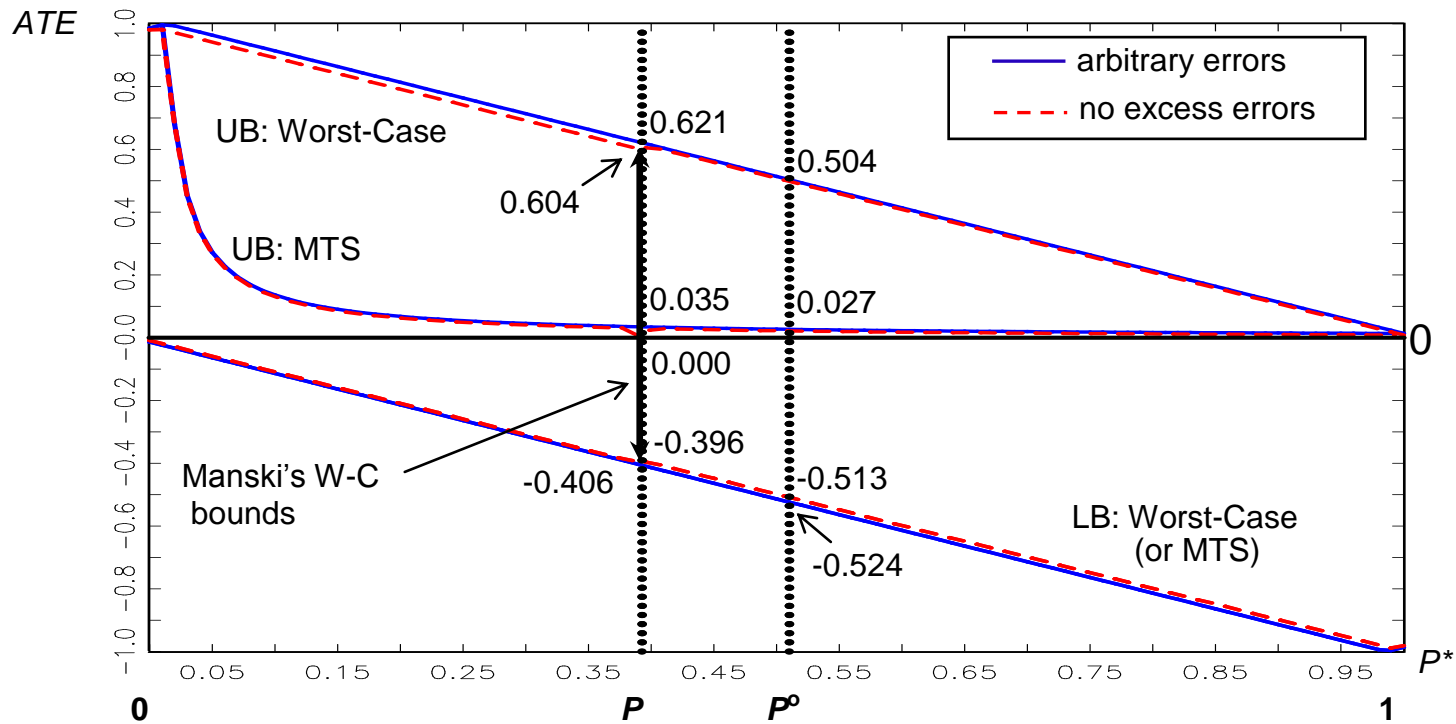 ATE
1.0
0.8
0.6
0.4
0.2
0.0
-0.0
-0.2
-0.4
-0.6
-0.8
-1.0
arbitrary errors
no excess errors
UB: Worst-Case
0.621
0.504
0.604
UB: MTS
0.035
0.027
0
0.000
-0.396
Manski's W-C
bounds
-0.406
-0.513
LB: Worst-Case
(or MTS)
-0.524
0.05
0.15
0.25
0.35
0.45
0.55
0.65
0.75
0.85
0.95
P*
0
P
Pº
1